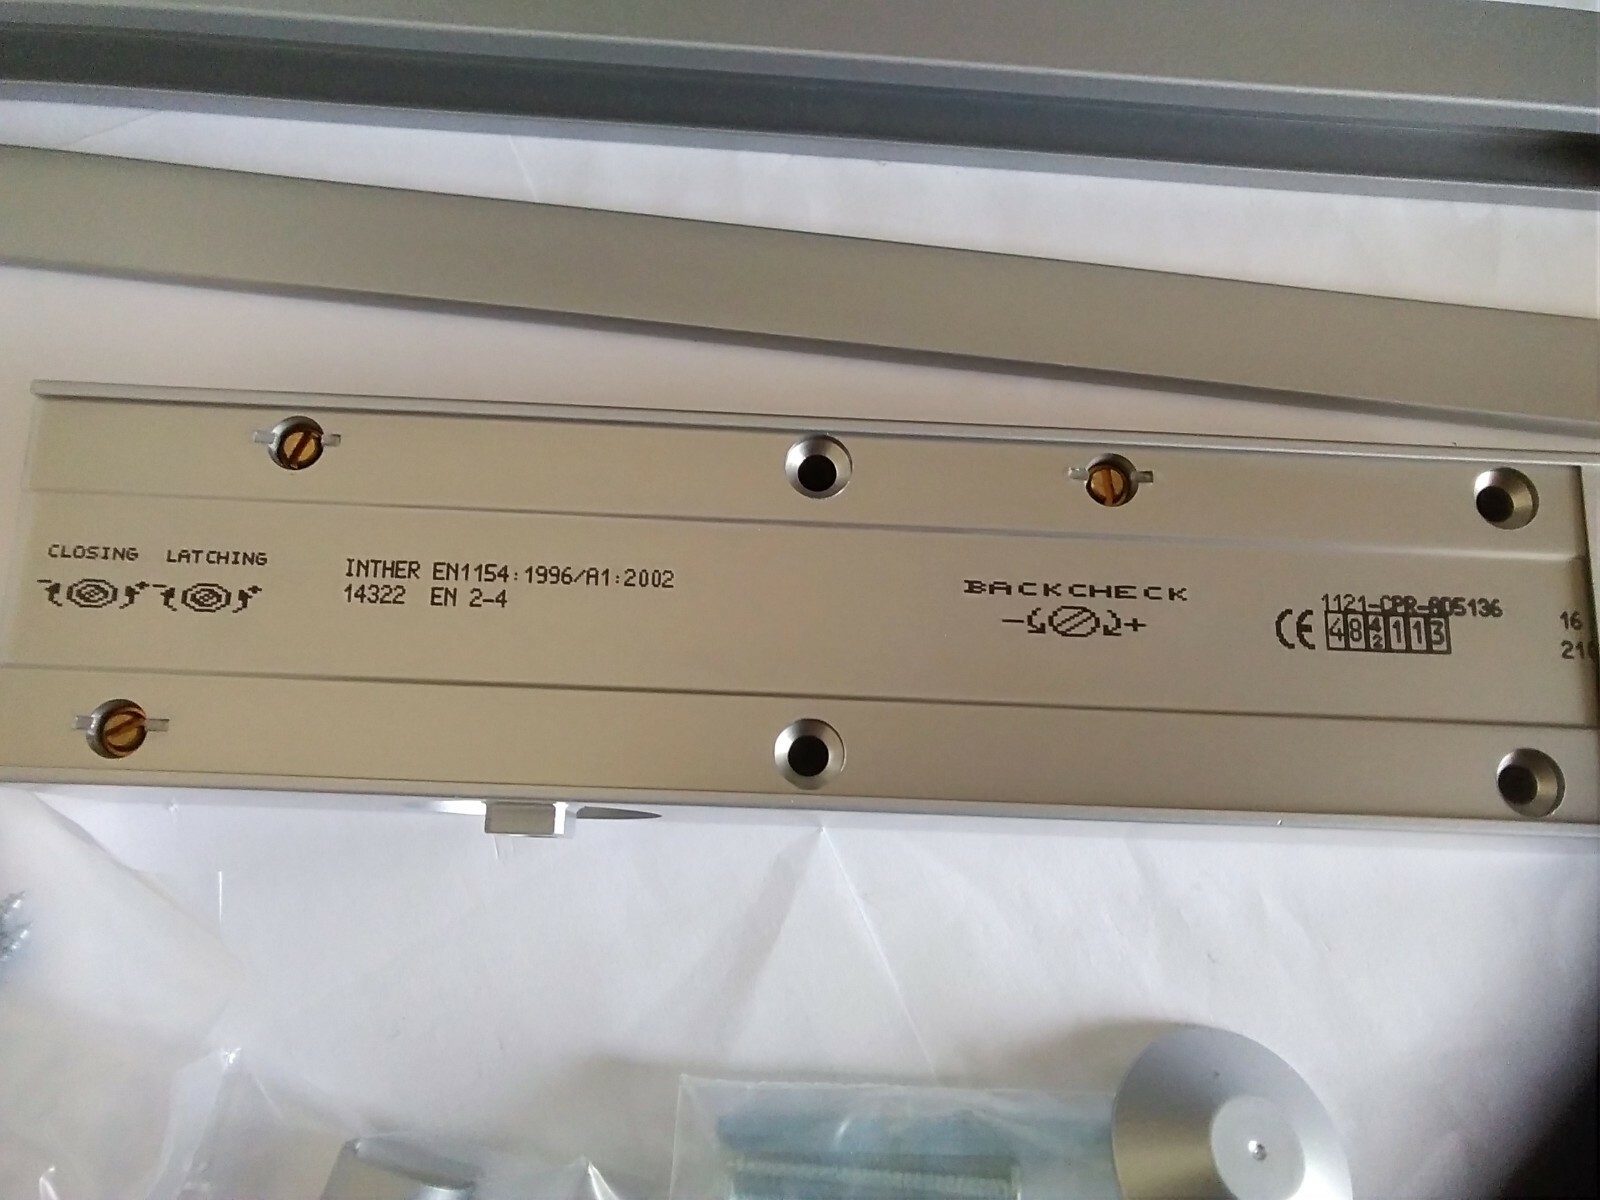 CLOSING LATCHING
- + - +
INTHER EN1154:1996/A1:2002
14322 EN 2-4
BACKCHECK
- +
1121-CPR-AD5136
CE 4 8 4 2 1 1 3
16